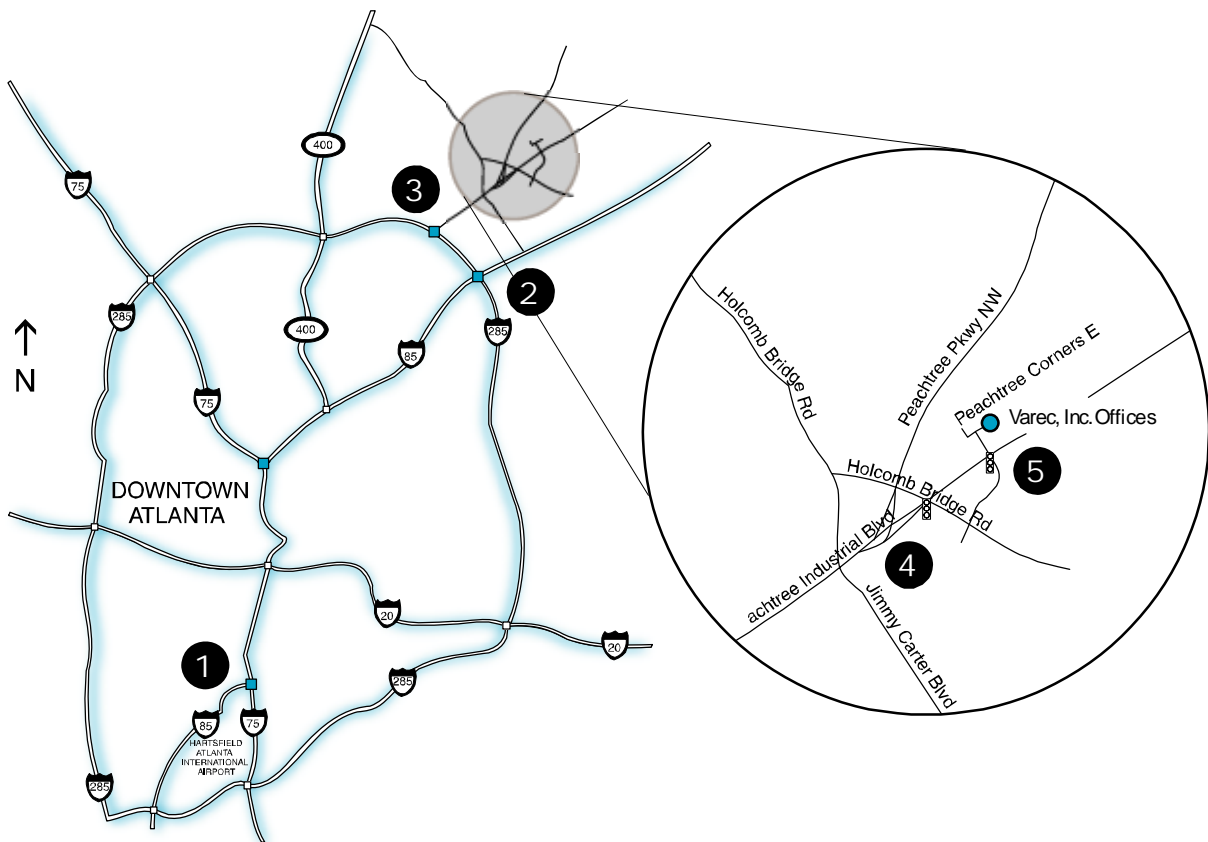 400
3
75
2
285
400
285
N
85
75
DOWNTOWN
ATLANTA
20
20
1
285
85
75
HARTSFIELD
ATLANTA
INTERNATIONAL
AIRPORT
285
Holcomb Bridge Rd
Peachtree Pkwy NW
Peachtree Corners E
Varec, Inc. Offices
5
Holcomb Bridge Rd
achtree Industrial Blvd
4
Jimmy Carter Blvd